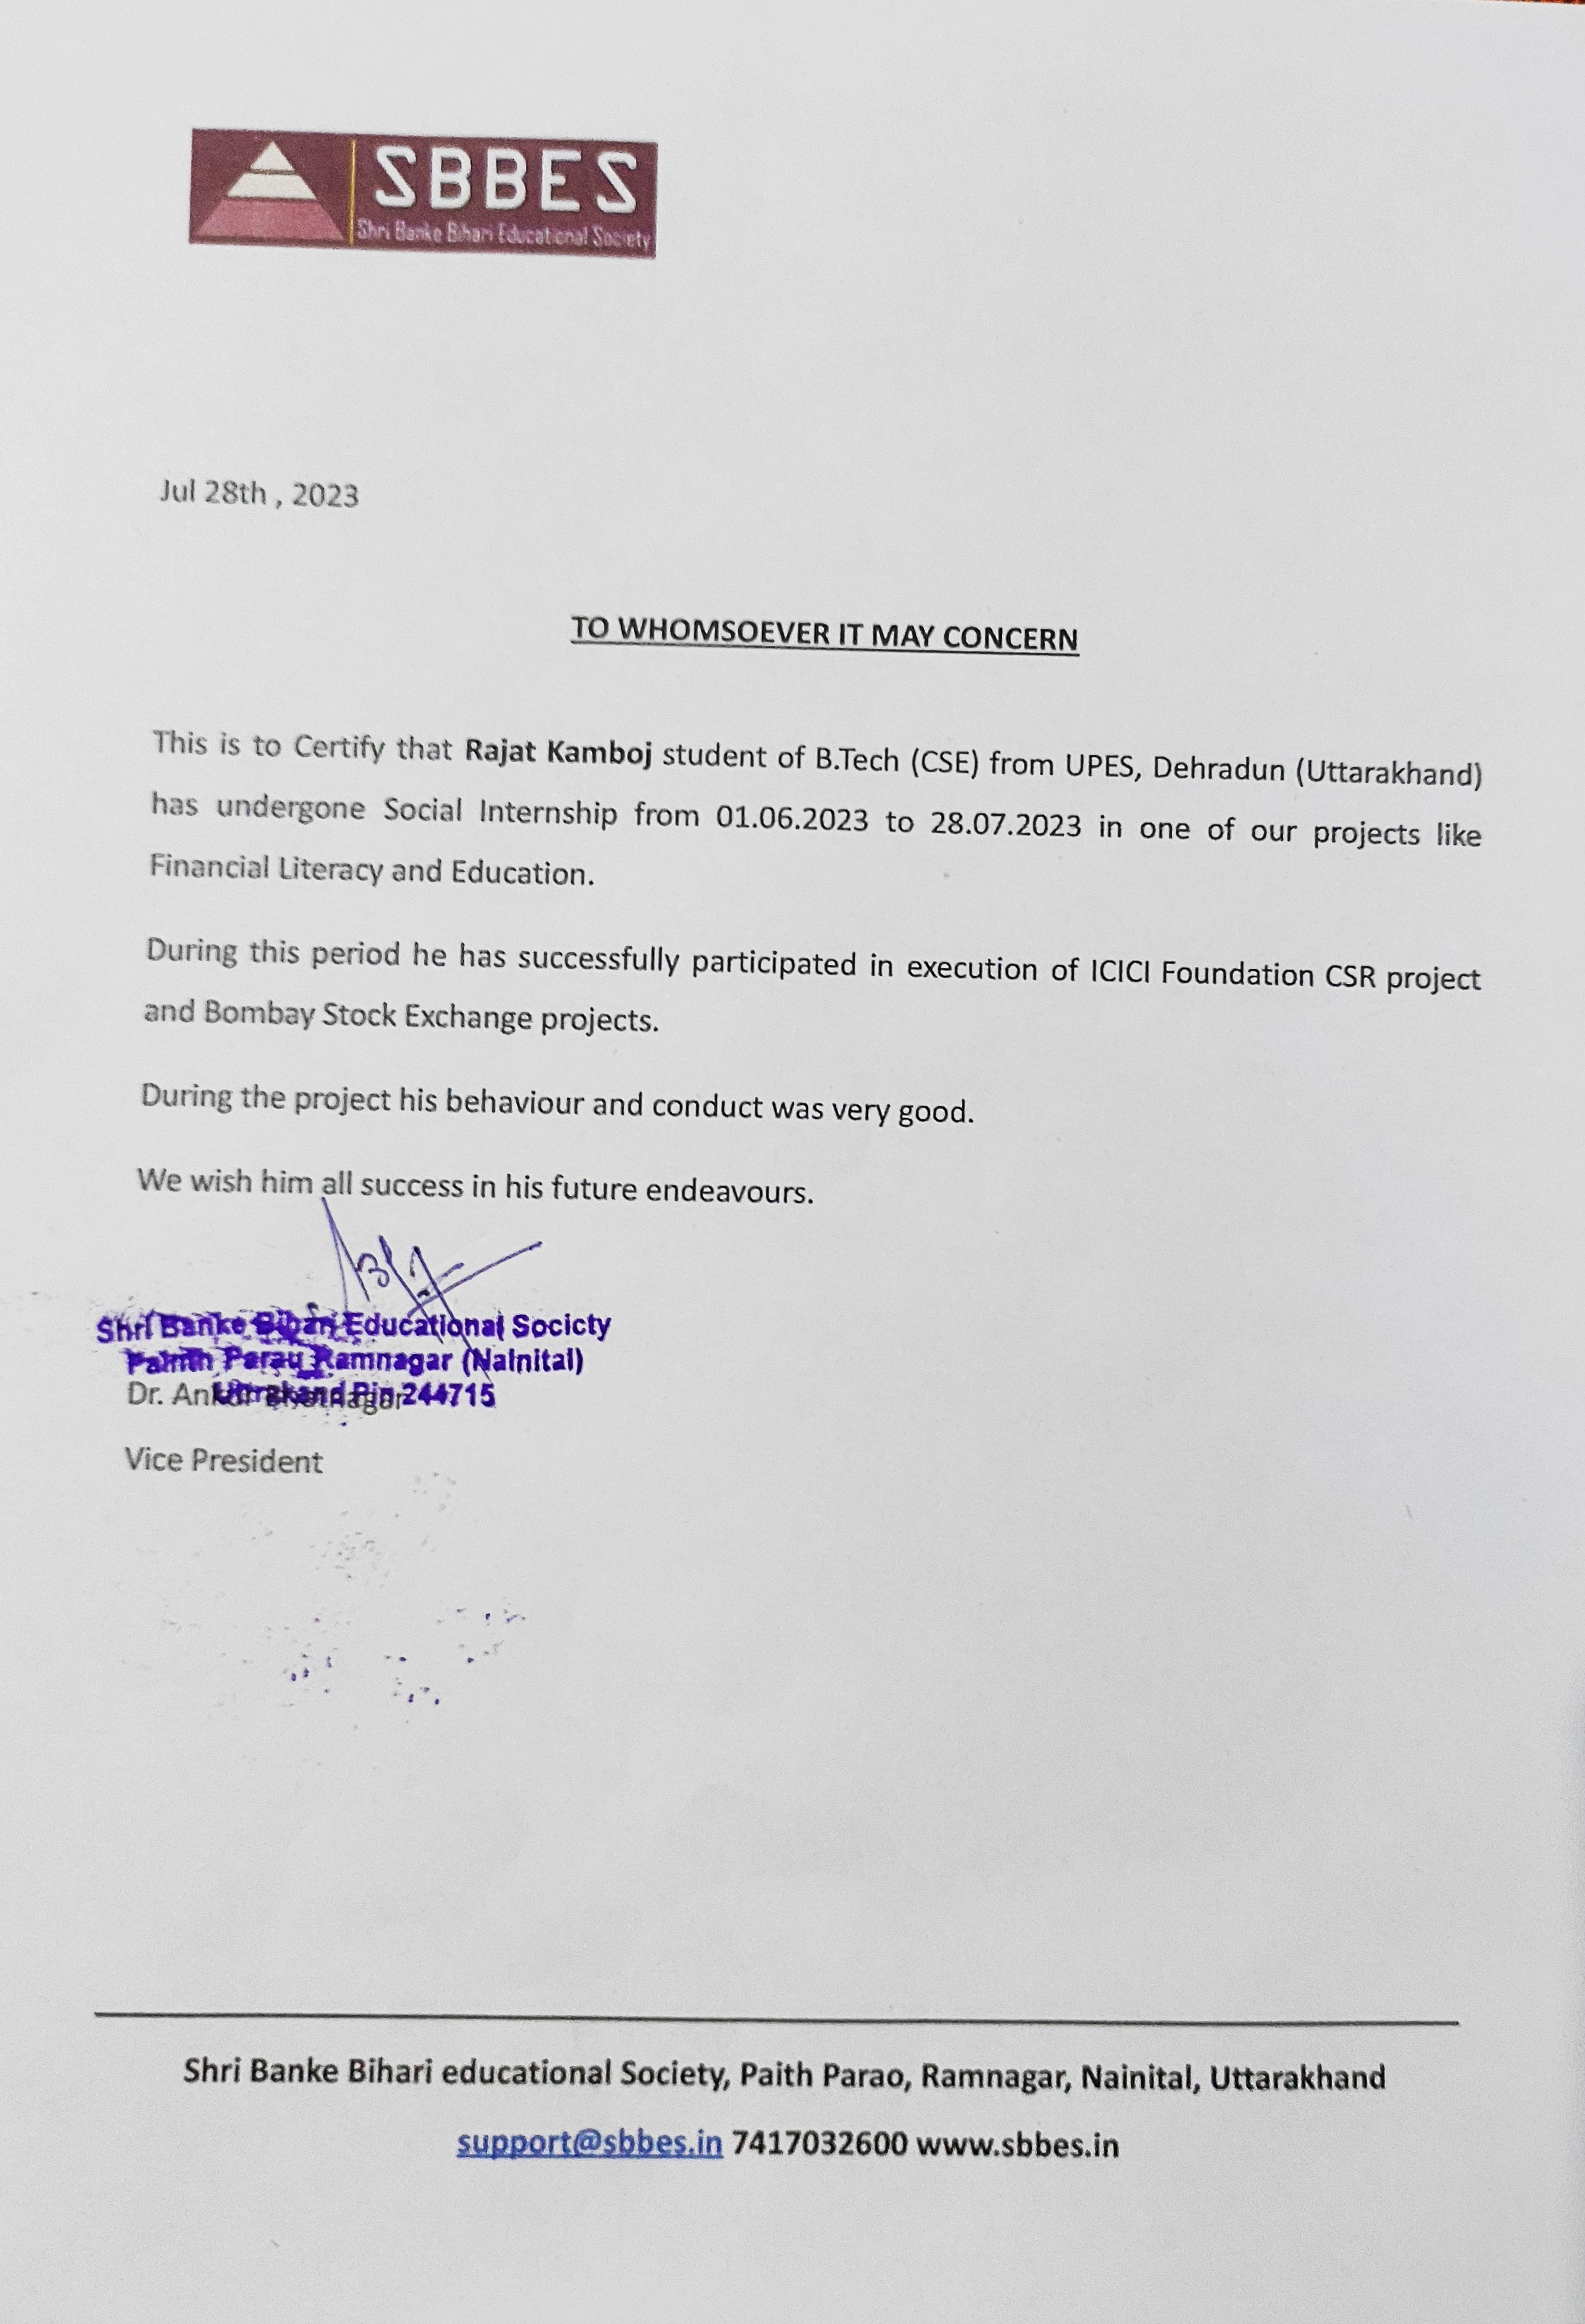 SBBES
Shri Banke Bihari Educational Society
Jul 28th , 2023
TO WHOMSOEVER IT MAY CONCERN
This is to Certify that Rajat Kamboj student of B.Tech (CSE) from UPES, Dehradun (Uttarakhand)
has undergone Social Internship from 01.06.2023 to 28.07.2023 in one of our projects like
Financial Literacy and Education.
During this period he has successfully participated in execution of ICICI Foundation CSR project
and Bombay Stock Exchange projects.
During the project his behaviour and conduct was very good.
We wish him all success in his future endeavours.
Shri Banke Bihari Educational Society
Parau Ramnagar (Nainital)
Pin 244715
Dr.
Vice President
Shri Banke Bihari educational Society, Paith Parao, Ramnagar, Nainital, Uttarakhand
support@sbbes.in 7417032600 www.sbbes.in